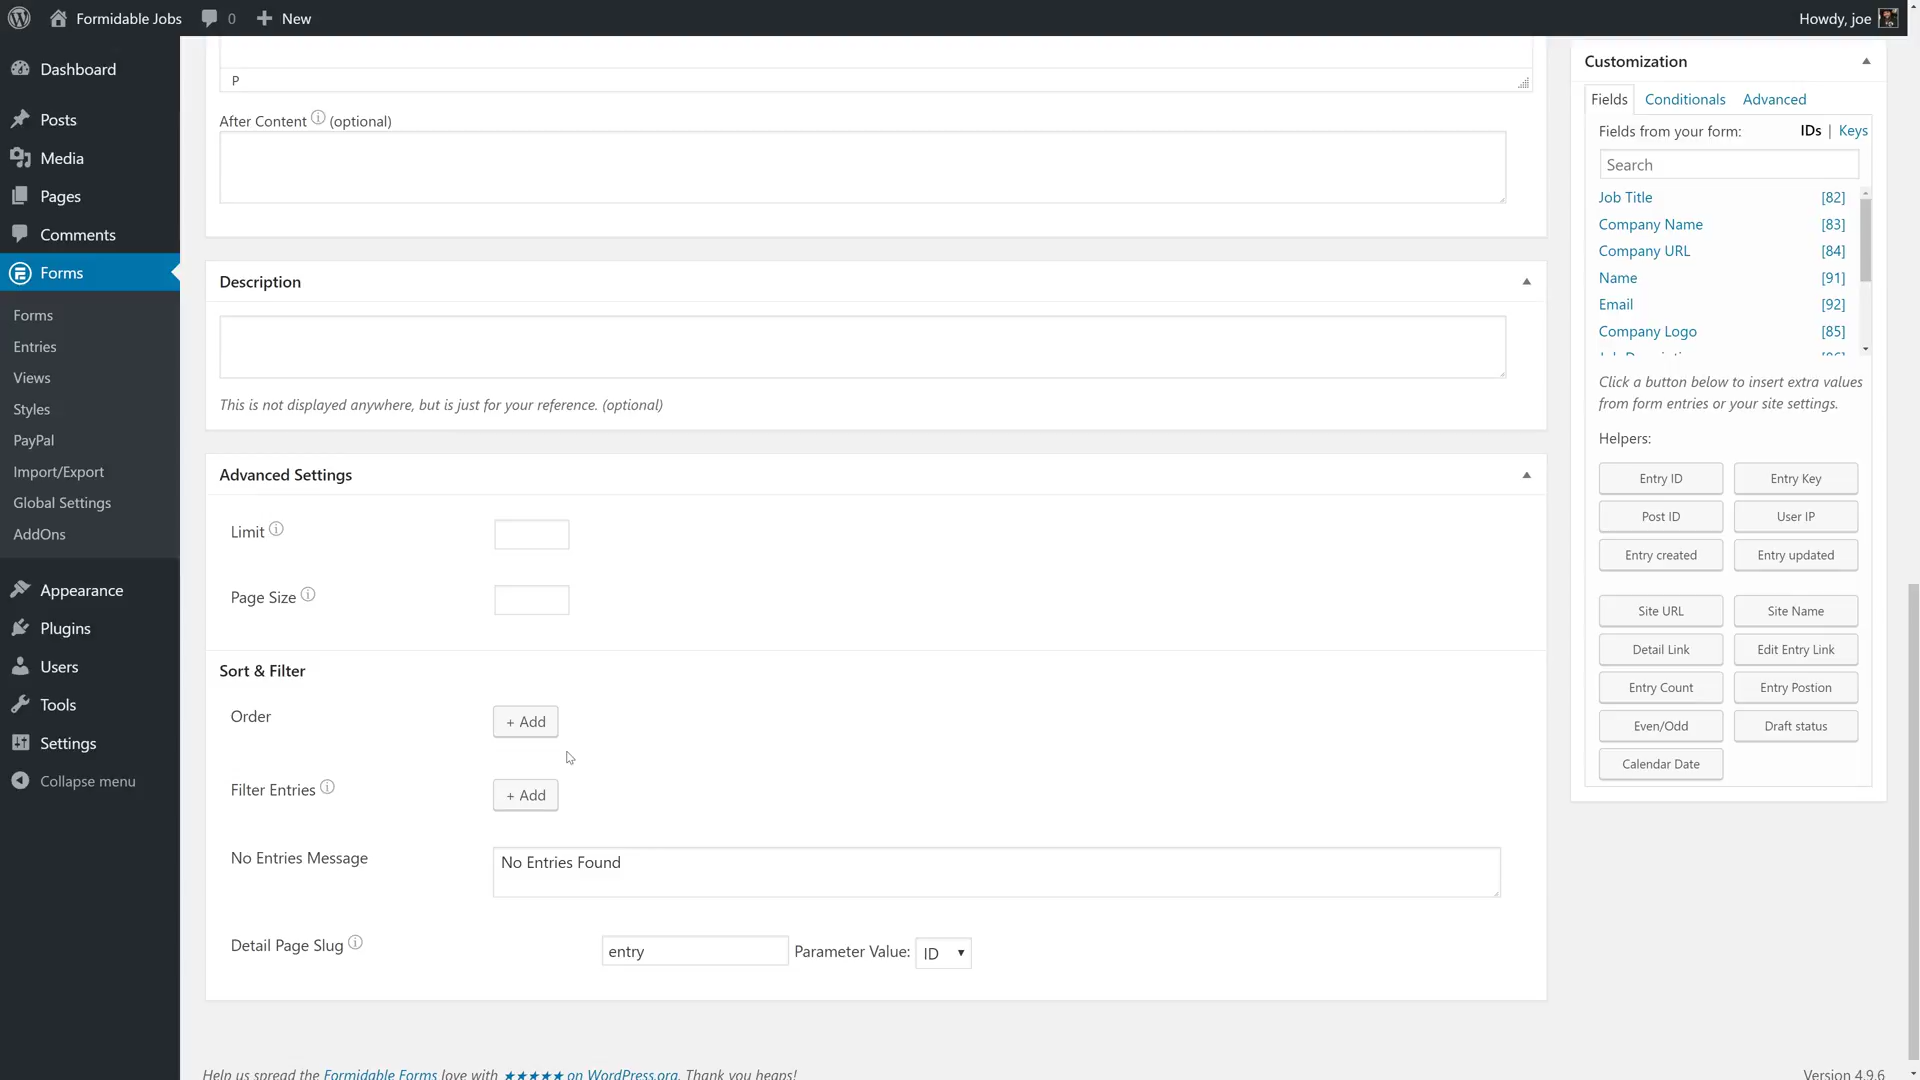 Formidable Jobs
0
New
Howdy, joe
Dashboard
Posts
Media
Pages
Comments
Forms
Forms
Entries
Views
Styles
PayPal
Import/Export
Global Settings
AddOns
Appearance
Plugins
Users
Tools
Settings
Collapse menu
P
After Content (optional)
Description
This is not displayed anywhere, but is just for your reference. (optional)
Advanced Settings
Limit
Page Size
Sort & Filter
Order
+ Add
Filter Entries
+ Add
No Entries Message
No Entries Found
Detail Page Slug
entry
Parameter Value:
ID
Customization
Fields
Conditionals
Advanced
Fields from your form:
IDs | Keys
Search
Job Title [82]
Company Name [83]
Company URL [84]
Name [91]
Email [92]
Company Logo [85]
Click a button below to insert extra values
from form entries or your site settings.
Helpers:
Entry ID
Entry Key
Post ID
User IP
Entry created
Entry updated
Site URL
Site Name
Detail Link
Edit Entry Link
Entry Count
Entry Postion
Even/Odd
Draft status
Calendar Date
Help us spread the Formidable Forms love with ★★★★★ on WordPress.org. Thank you heaps!
Version 4.9.6